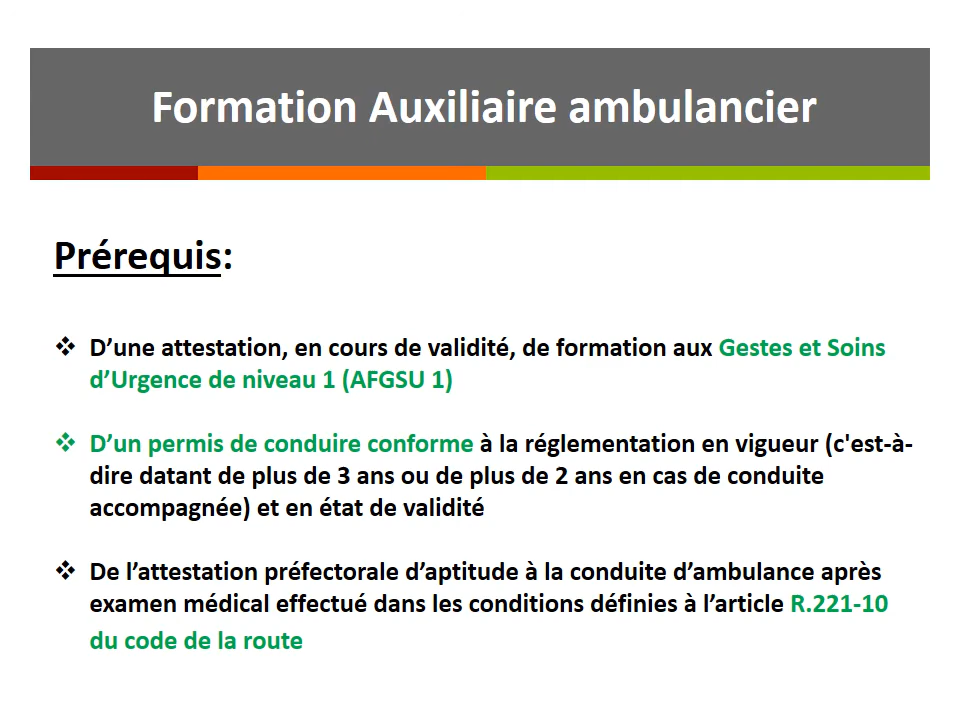 Formation Auxiliaire ambulancier
Prérequis:
❖ D’une attestation, en cours de validité, de formation aux Gestes et Soins
d’Urgence de niveau 1 (AFGSU 1)
❖ D’un permis de conduire conforme à la réglementation en vigueur (c'est-à-
dire datant de plus de 3 ans ou de plus de 2 ans en cas de conduite
accompagnée) et en état de validité
❖ De l’attestation préfectorale d’aptitude à la conduite d’ambulance après
examen médical effectué dans les conditions définies à l’article R.221-10
du code de la route